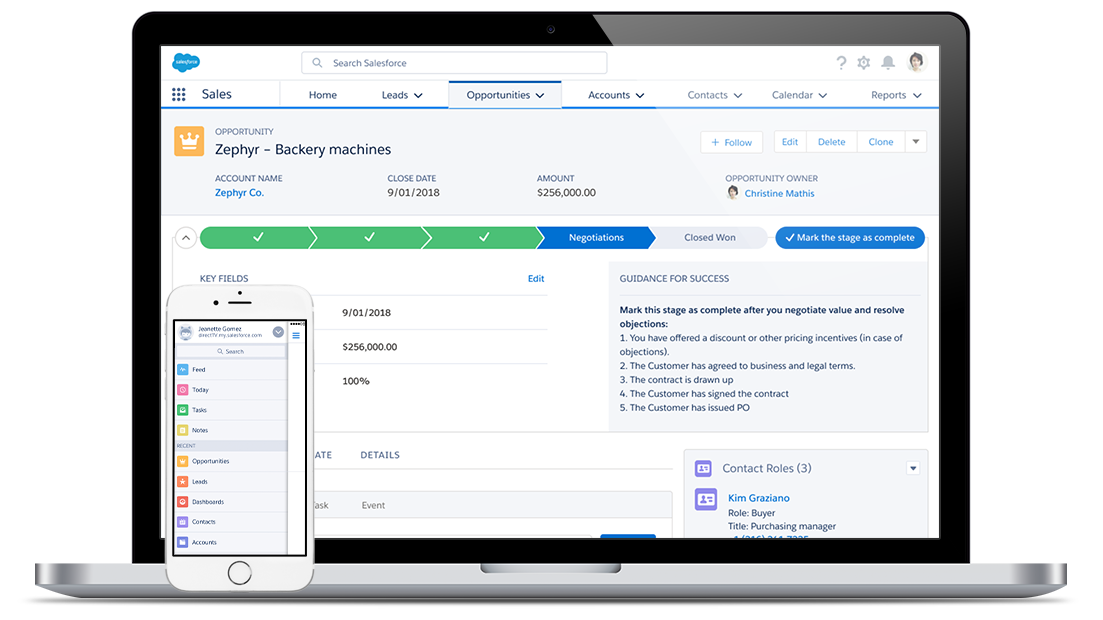 salesforce
Search Salesforce
Sales
Home
Leads
Opportunities
Accounts
Contacts
Calendar
Reports
OPPORTUNITY
Zephyr – Backery machines
+ Follow
Edit
Delete
Clone
ACCOUNT NAME
CLOSE DATE
AMOUNT
OPPORTUNITY OWNER
Zephyr Co.
9/01/2018
$256,000.00
Christine Mathis
Negotiations
Closed Won
Mark the stage as complete
KEY FIELDS
Edit
9/01/2018
$256,000.00
100%
GUIDANCE FOR SUCCESS
Mark this stage as complete after you negotiate value and resolve
objections:
1. You have offered a discount or other pricing incentives (in case of
objections).
2. The Customer has agreed to business and legal terms.
3. The contract is drawn up
4. The Customer has signed the contract
5. The Customer has issued PO
ATE
DETAILS
ask
Event
Contact Roles (3)
Kim Graziano
Role: Buyer
Title: Purchasing manager
Jeanette Gomez
Search
Feed
Today
Tasks
Notes
RECENT
Opportunities
Leads
Dashboards
Contacts
Accounts